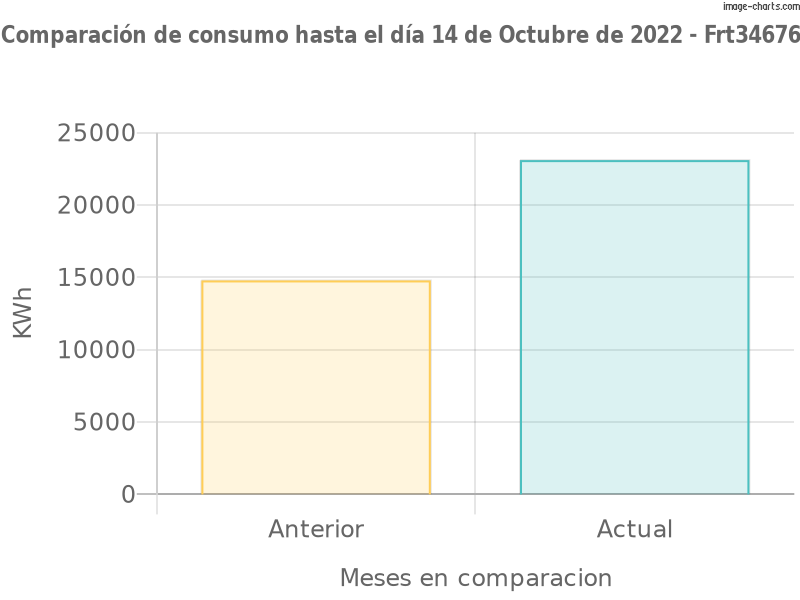 image-charts.com
Comparación de consumo hasta el día 14 de Octubre de 2022 - Frt34676
25000
20000
15000
10000
5000
0
KWh
Anterior
Actual
Meses en comparacion